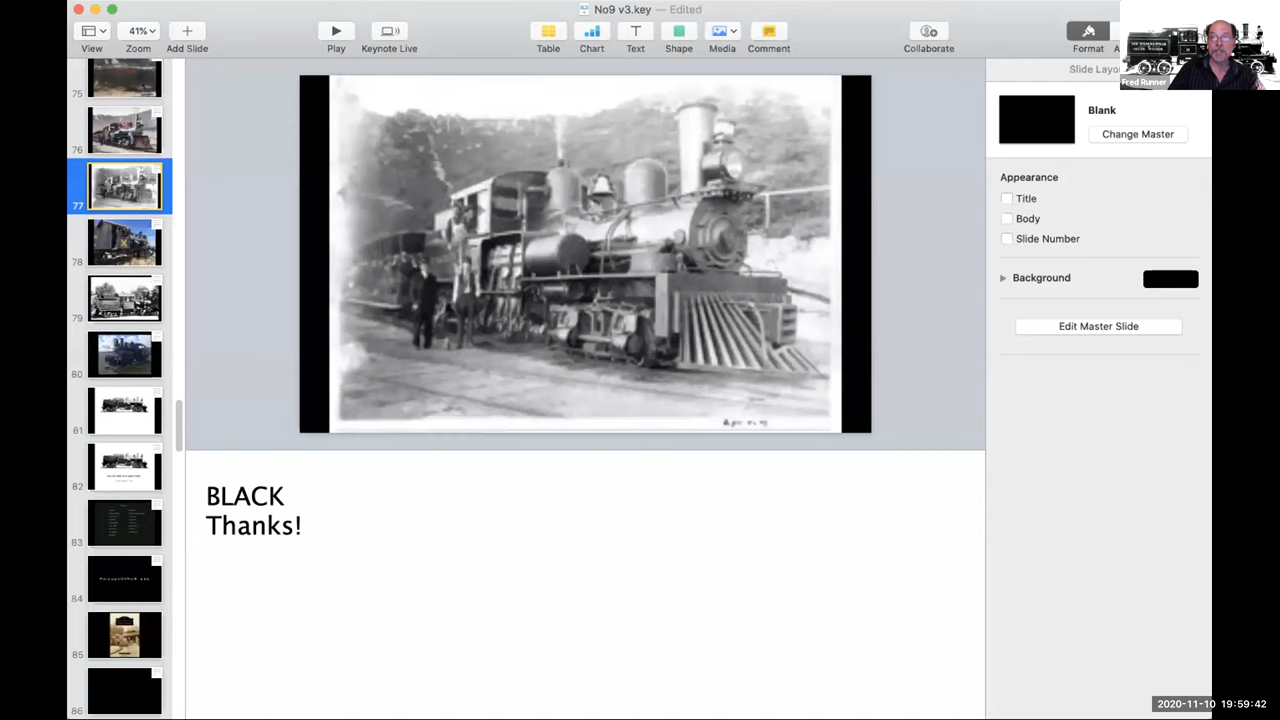 No9 v3.key — Edited
41%
View
Zoom
Add Slide
Play
Keynote Live
Table
Chart
Text
Shape
Media
Comment
Collaborate
Format
Fred Runner
75
76
77
78
79
80
81
82
83
84
85
86
Blank
Change Master
Appearance
Title
Body
Slide Number
Background
Edit Master Slide
BLACK
Thanks!
2020-11-10 19:59:42